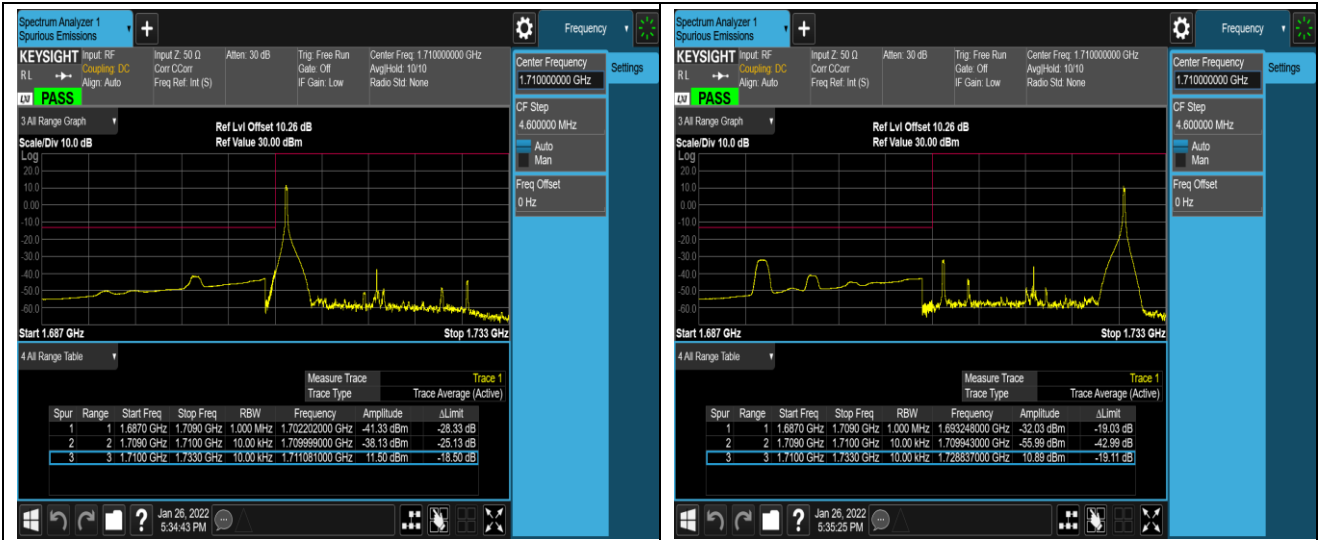 Spectrum Analyzer 1
Spurious Emissions
+
Frequency
KEYSIGHT Input: RF Input Z: 50 Ω Atten: 30 dB Trig: Free Run Center Freq: 1.710000000 GHz
RL Coupling: DC Corr CCorr Gate: Off Avg|Hold: 10/10
Align: Auto Freq Ref: Int (S) IF Gain: Low Radio Std: None
LXI PASS
3 All Range Graph
Ref Lvl Offset 10.26 dB
Scale/Div 10.0 dB Ref Value 30.00 dBm
Log
20.0
10.0
0.00
-10.0
-20.0
-30.0
-40.0
-50.0
-60.0
Start 1.687 GHz Stop 1.733 GHz
4 All Range Table
Measure Trace Trace 1
Trace Type Trace Average (Active)
Spur Range Start Freq Stop Freq RBW Frequency Amplitude ΔLimit
1 1 1.6870 GHz 1.7090 GHz 1.000 MHz 1.702202000 GHz -41.33 dBm -28.33 dB
2 2 1.7090 GHz 1.7100 GHz 10.00 kHz 1.709999000 GHz -38.13 dBm -25.13 dB
3 3 1.7100 GHz 1.7330 GHz 10.00 kHz 1.711081000 GHz 11.50 dBm -18.50 dB
? Jan 26, 2022
5:34:43 PM
Center Frequency
1.710000000 GHz
Settings
CF Step
4.600000 MHz
Auto
Man
Freq Offset
0 Hz
Spectrum Analyzer 1
Spurious Emissions
+
Frequency
KEYSIGHT Input: RF Input Z: 50 Ω Atten: 30 dB Trig: Free Run Center Freq: 1.710000000 GHz
RL Coupling: DC Corr CCorr Gate: Off Avg|Hold: 10/10
Align: Auto Freq Ref: Int (S) IF Gain: Low Radio Std: None
LXI PASS
3 All Range Graph
Ref Lvl Offset 10.26 dB
Scale/Div 10.0 dB Ref Value 30.00 dBm
Log
20.0
10.0
0.00
-10.0
-20.0
-30.0
-40.0
-50.0
-60.0
Start 1.687 GHz Stop 1.733 GHz
4 All Range Table
Measure Trace Trace 1
Trace Type Trace Average (Active)
Spur Range Start Freq Stop Freq RBW Frequency Amplitude ΔLimit
1 1 1.6870 GHz 1.7090 GHz 1.000 MHz 1.693248000 GHz -32.03 dBm -19.03 dB
2 2 1.7090 GHz 1.7100 GHz 10.00 kHz 1.709943000 GHz -55.99 dBm -42.99 dB
3 3 1.7100 GHz 1.7330 GHz 10.00 kHz 1.728837000 GHz 10.89 dBm -19.11 dB
? Jan 26, 2022
5:35:25 PM
Center Frequency
1.710000000 GHz
Settings
CF Step
4.600000 MHz
Auto
Man
Freq Offset
0 Hz